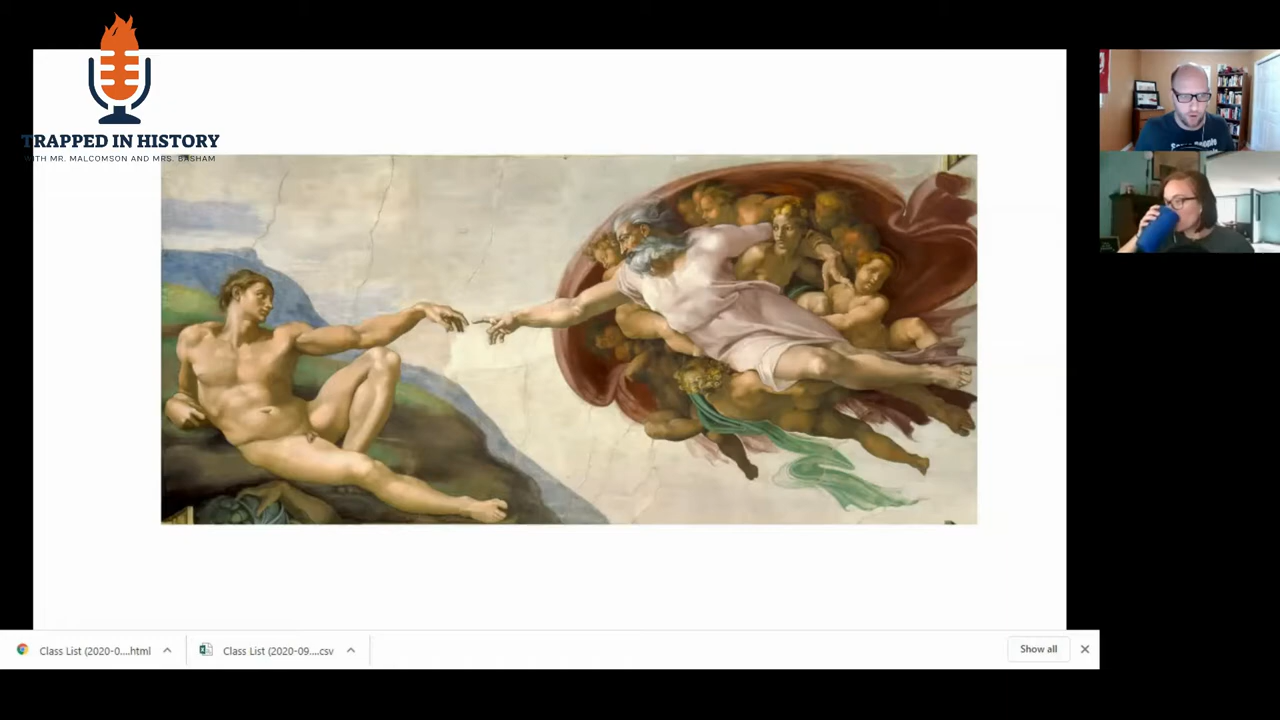 TRAPPED IN HISTORY
WITH MR. MALCOMSON AND MRS. BASHAM
Class List (2020-0....html
Class List (2020-09....csv
Show all